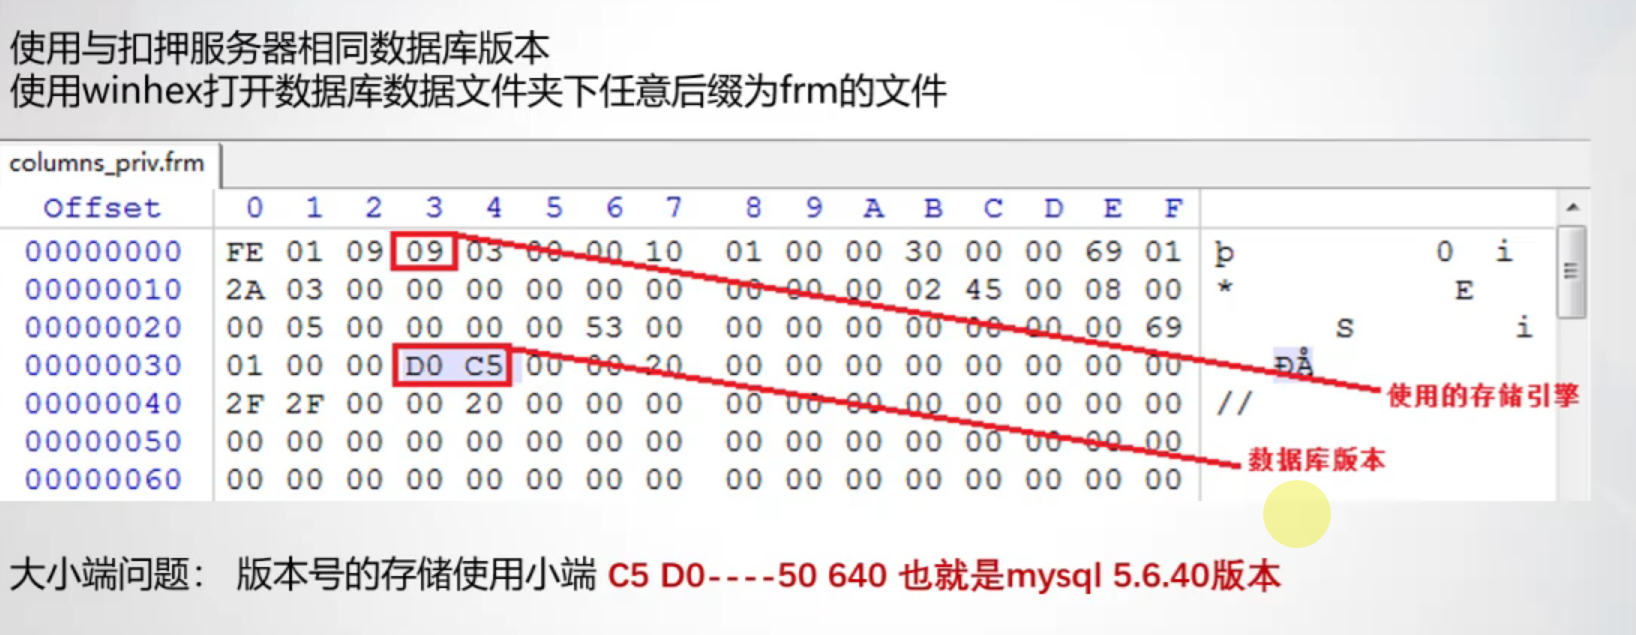 使用与扣押服务器相同数据库版本
使用winhex打开数据库数据文件夹下任意后缀为frm的文件
columns_priv.frm
Offset 0 1 2 3 4 5 6 7 8 9 A B C D E F
00000000 FE 01 09 09 03 00 00 10 01 00 00 30 00 00 69 01 þ 0 i
00000010 2A 03 00 00 00 00 00 00 00 00 00 02 45 00 08 00 * E
00000020 00 05 00 00 00 00 53 00 00 00 00 00 00 00 00 69 S i
00000030 01 00 00 D0 C5 00 00 20 00 00 00 00 00 00 00 00 ÐÅ
00000040 2F 2F 00 00 20 00 00 00 00 00 00 00 00 00 00 00 //
使用的存储引擎
00000050 00 00 00 00 00 00 00 00 00 00 00 00 00 00 00 00
数据库版本
00000060 00 00 00 00 00 00 00 00 00 00 00 00 00 00 00 00
大小端问题： 版本号的存储使用小端 C5 D0----50 640 也就是mysql 5.6.40版本